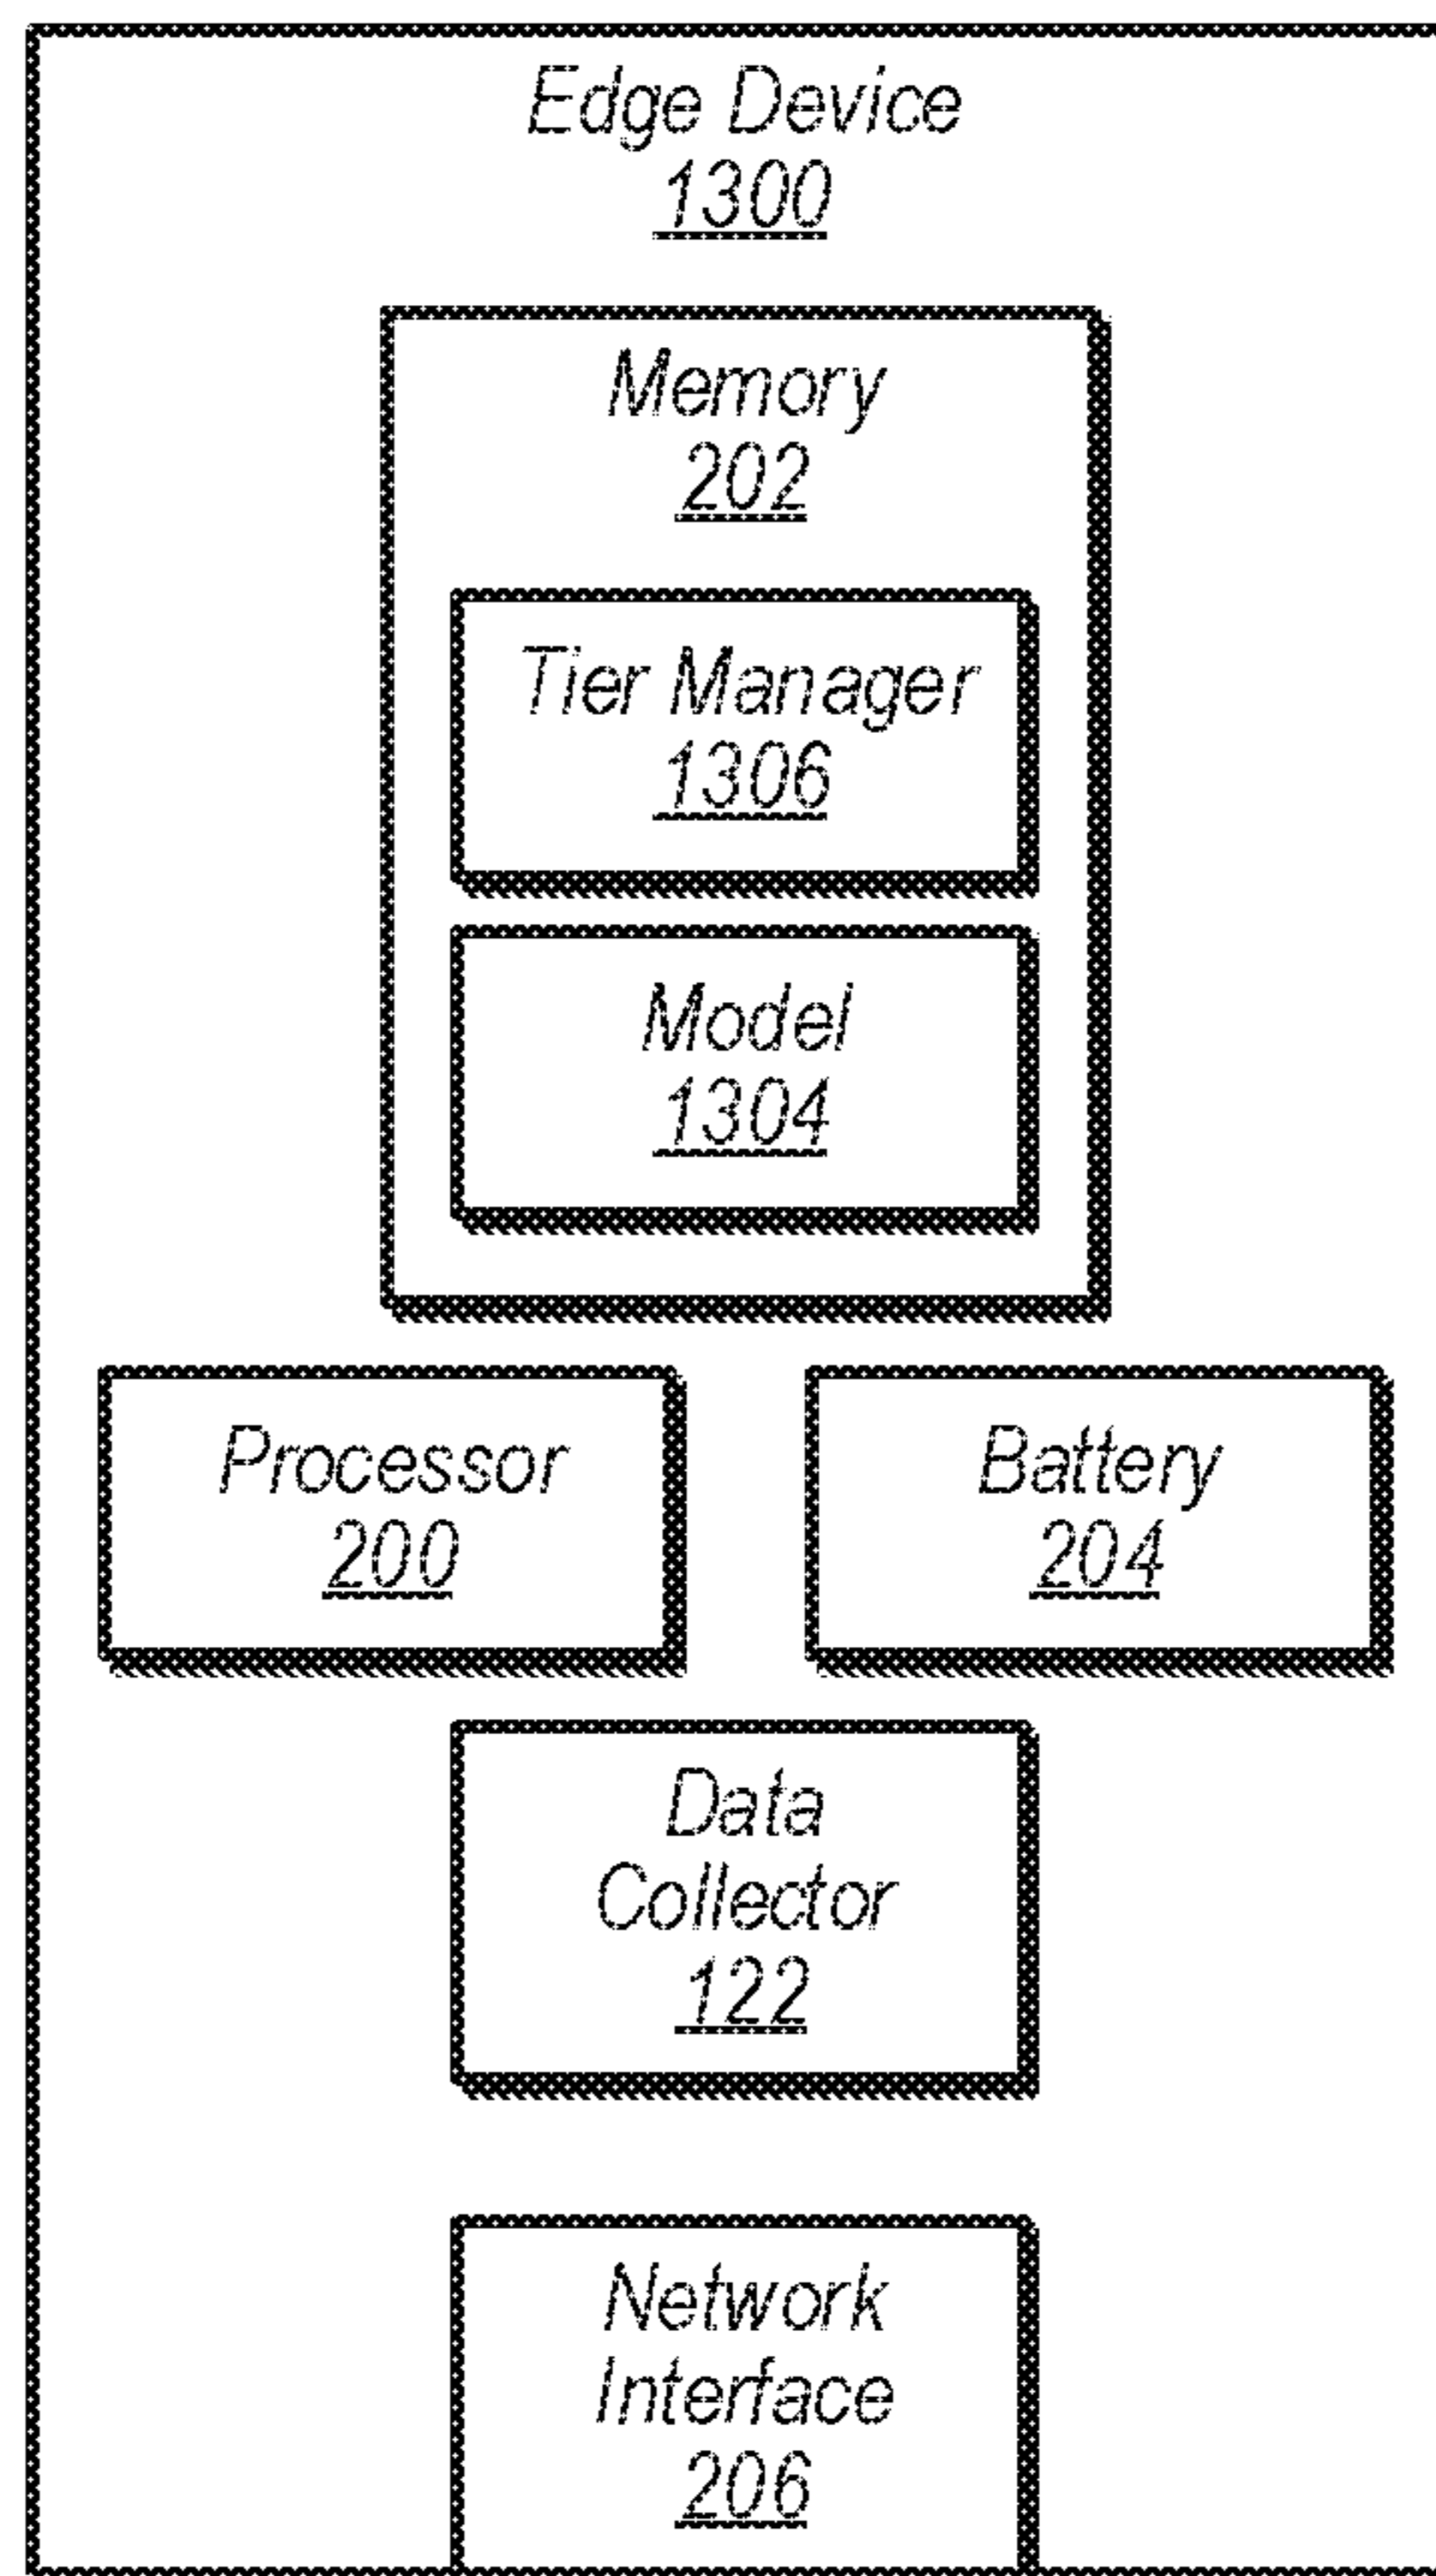 Edge Device
1300
Memory
202
Tier Manager
1306
Model
1304
Processor
200
Battery
204
Data
Collector
122
Network
Interface
206